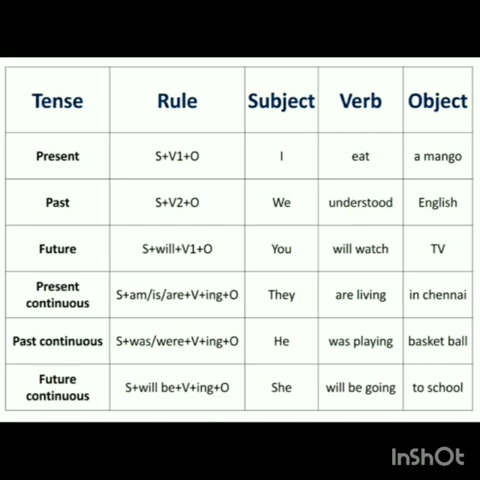 Tense Rule Subject Verb Object
Present S+V1+O I eat a mango
Past S+V2+O We understood English
Future S+will+V1+O You will watch TV
Present continuous S+am/is/are+V+ing+O They are living in chennai
Past continuous S+was/were+V+ing+O He was playing basket ball
Future continuous S+will be+V+ing+O She will be going to school
InShOt